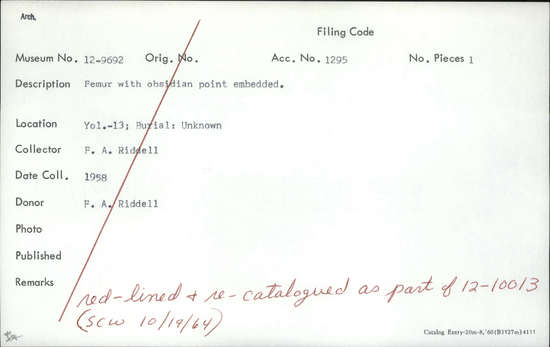 Arch.
Filing Code
Museum No. 12-9692 Orig. No. Acc. No. 1295 No. Pieces 1
Description Femur with obsidian point embedded.
Location Yol.-13; Burial: Unknown
Collector F. A. Riddell
Date Coll. 1958
Donor F. A. Riddell
Photo
Published
Remarks
red-lined & re-catalogued as part of 12-10013
(SCW 10/19/64)
Catalog Entry-20m-8,'60(B1927s)4111